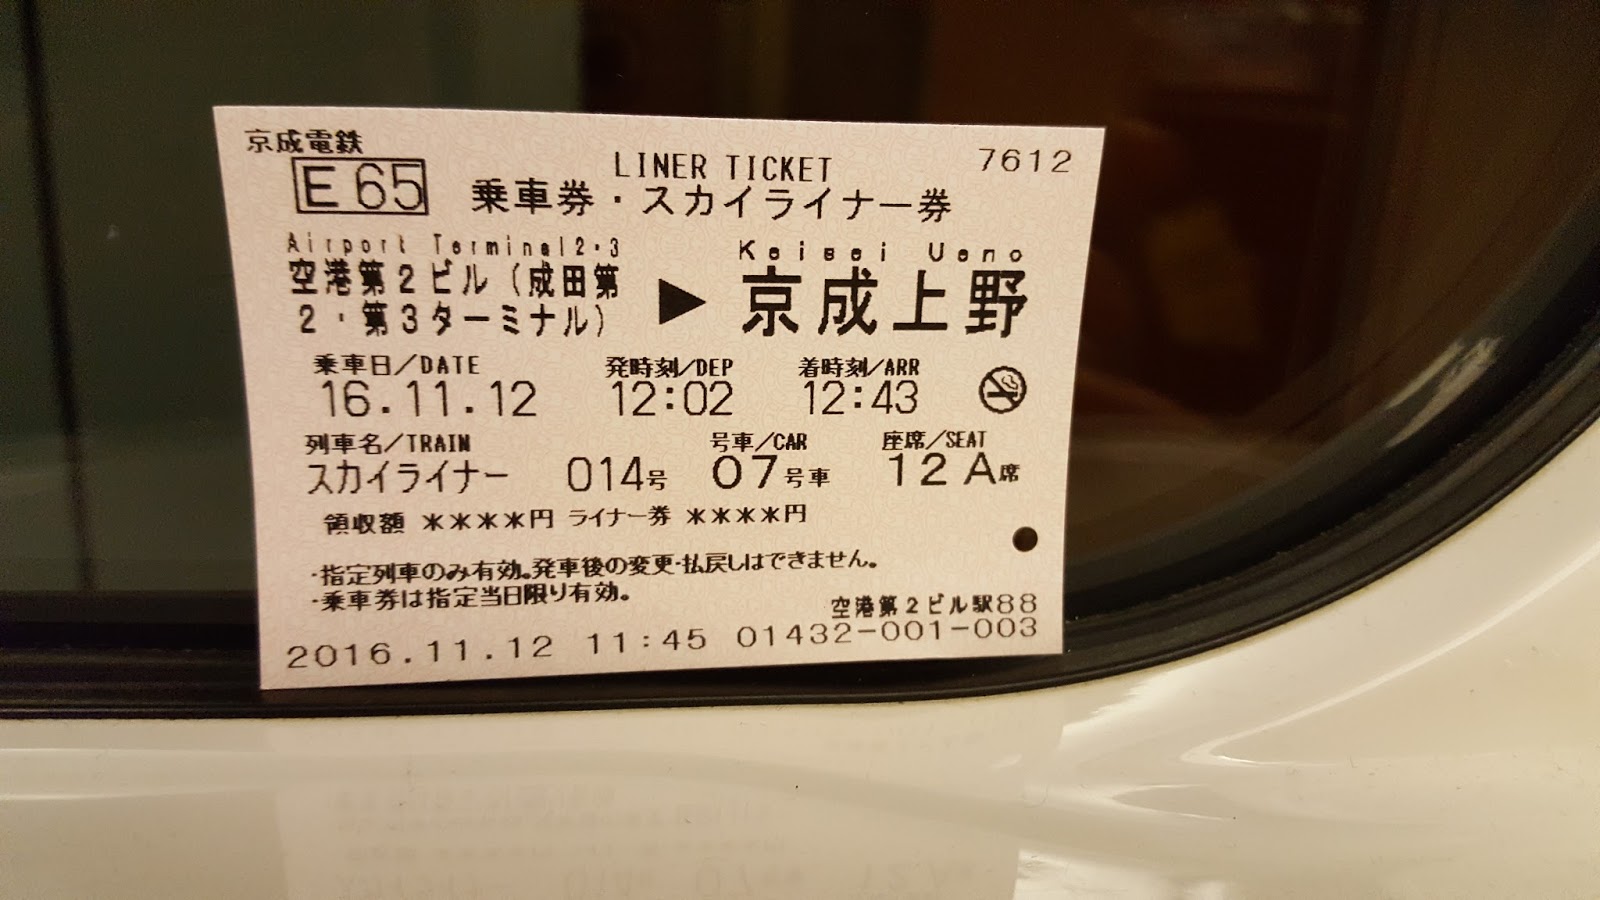 京成電鉄
E 65
LINER TICKET
7612
乗車券・スカイライナー券
Airport Terminal2・3
Keisei Ueno
空港第2ビル(成田第
2・第3ターミナル)
▶
京成上野
乗車日/DATE 発時刻/DEP 着時刻/ARR
16.11.12 12:02 12:43
列車名/TRAIN 号車/CAR 座席/SEAT
スカイライナー 014号 07号車 12A席
領収額 ****円 ライナー券 ****円
・指定列車のみ有効。発車後の変更・払戻しはできません。
・乗車券は指定当日限り有効。
空港第2ビル駅88
2016.11.12 11:45 01432-001-003